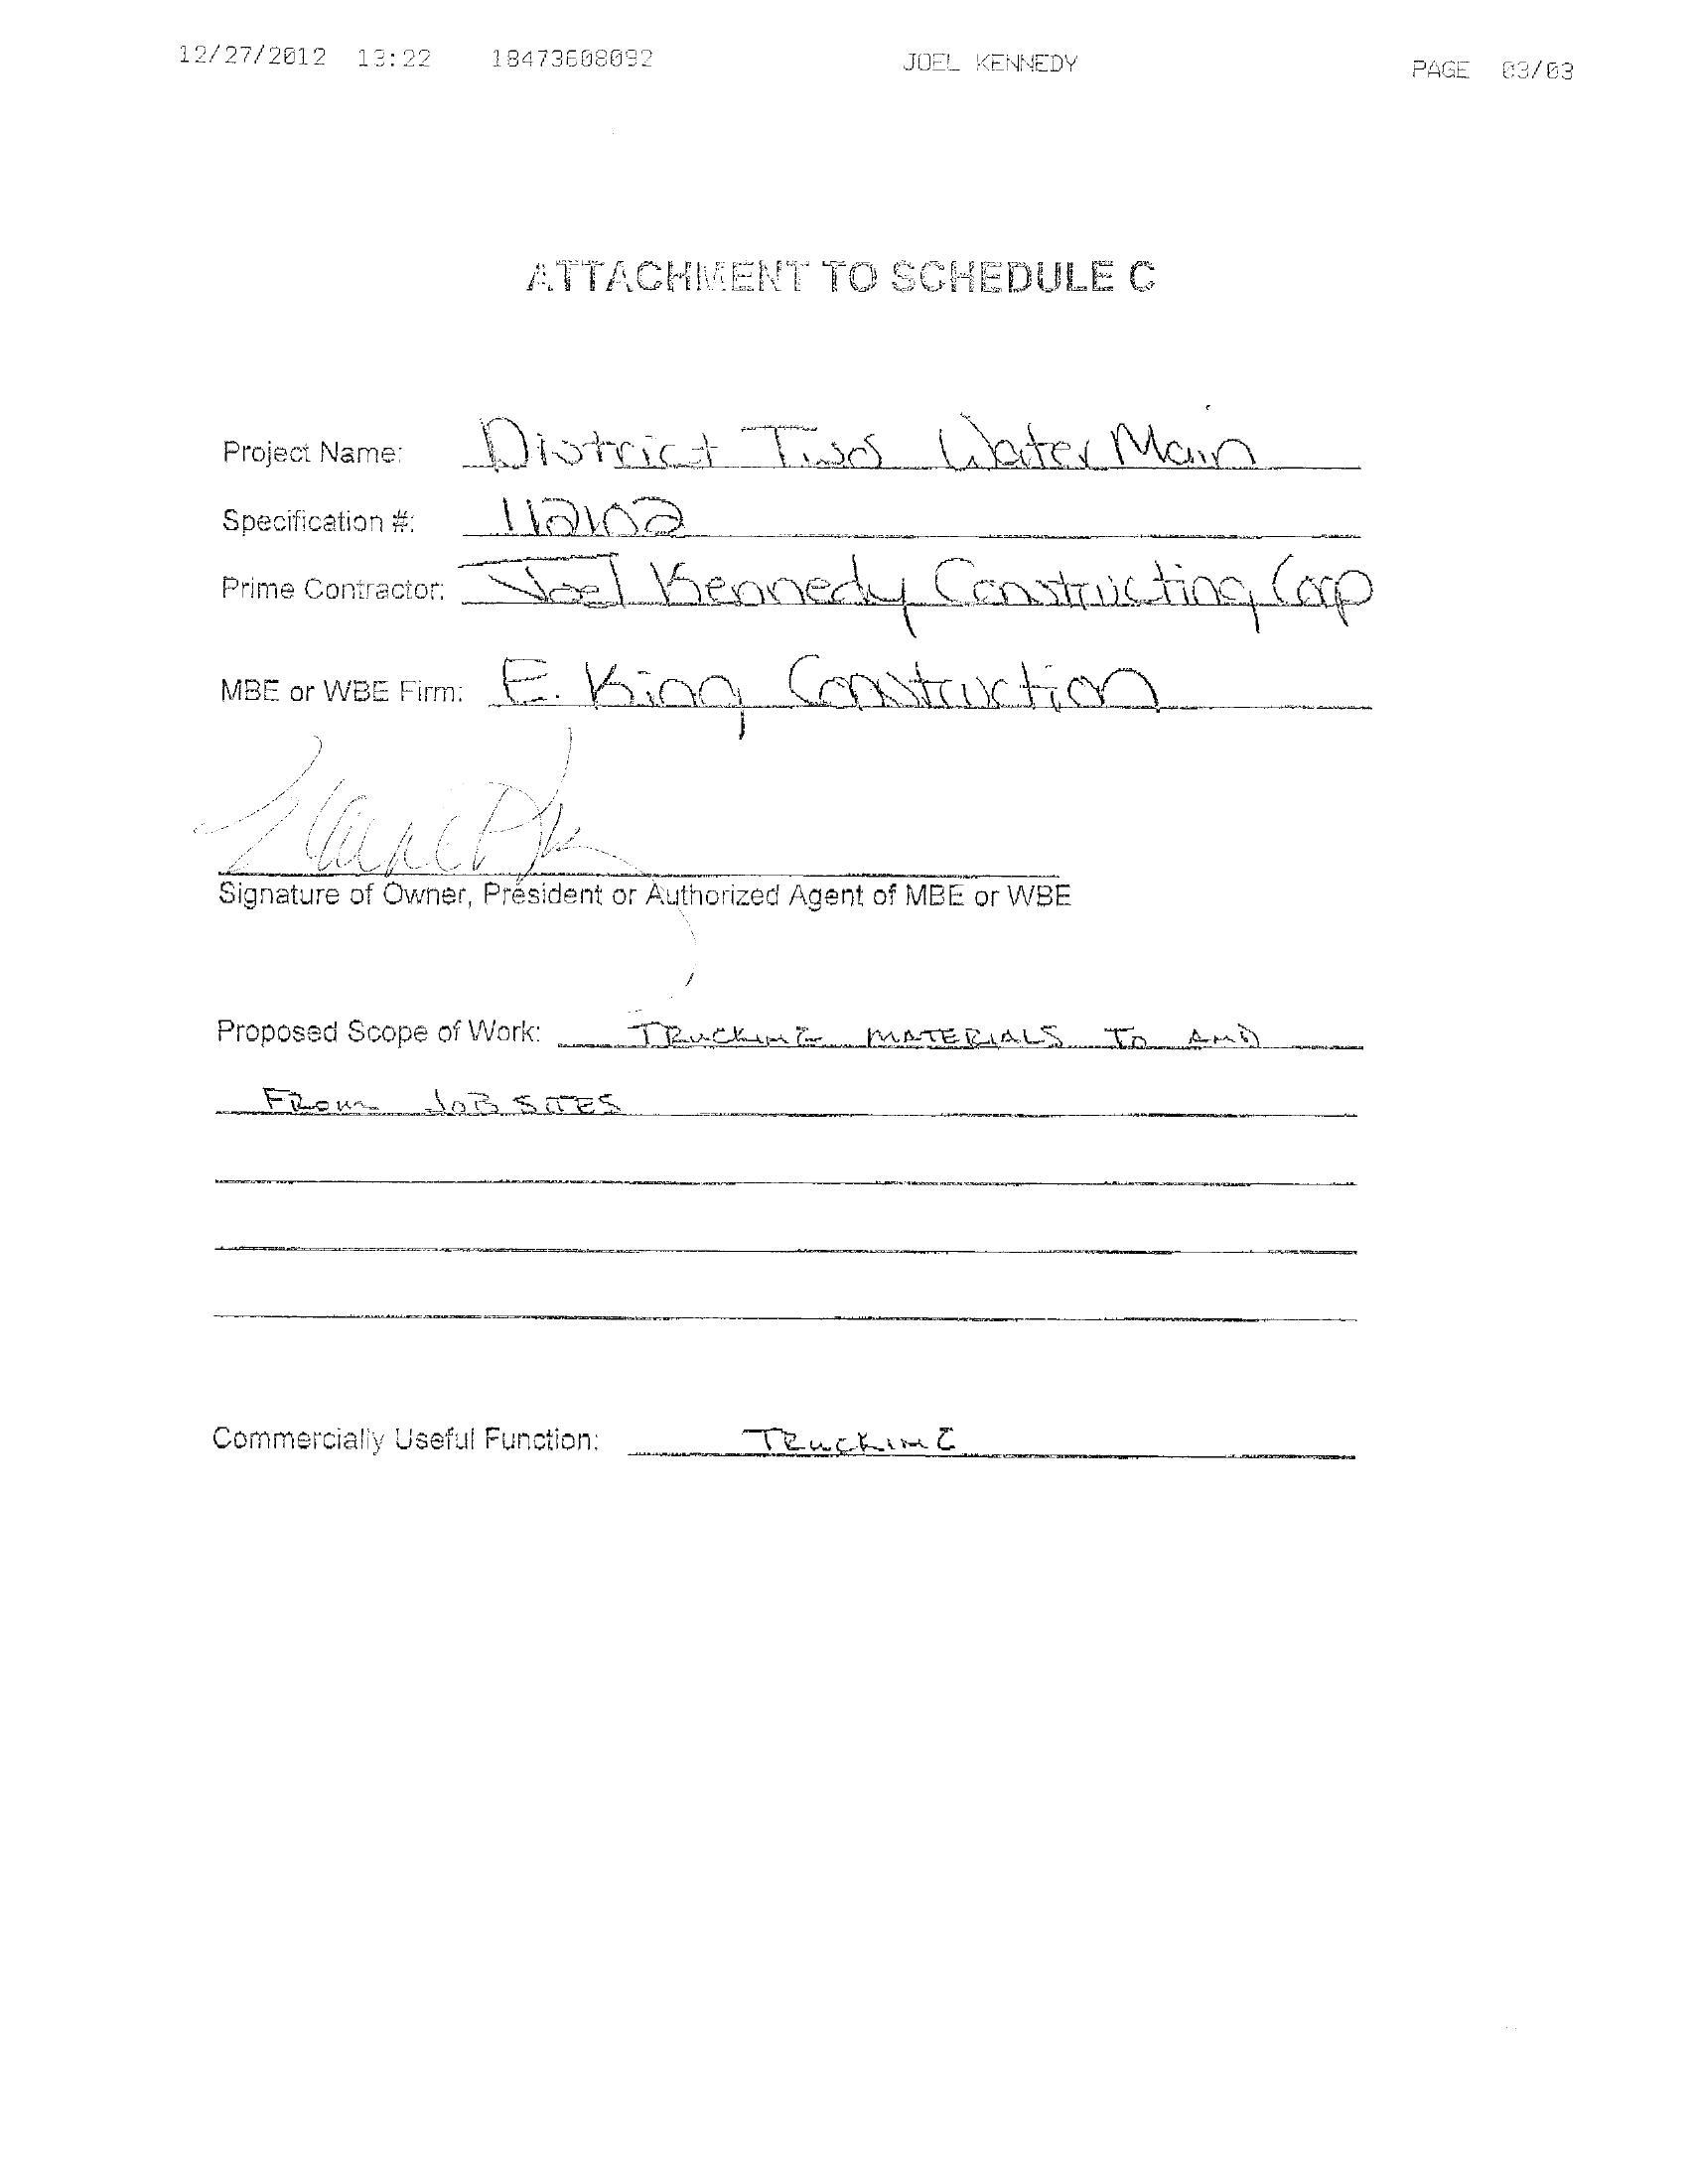 12/27/2012 13:22 18473608092 JOEL KENNEDY PAGE 03/03
ATTACHMENT TO SCHEDULE C
Project Name: District Two Water Main
Specification #: 112102
Prime Contractor: Joel Kennedy Constructing Corp
MBE or WBE Firm: E. King Construction
Signature of Owner, President or Authorized Agent of MBE or WBE
Proposed Scope of Work: TRUCKING MATERIALS TO AND
FROM JOB SITES
Commercially Useful Function: TRUCKING